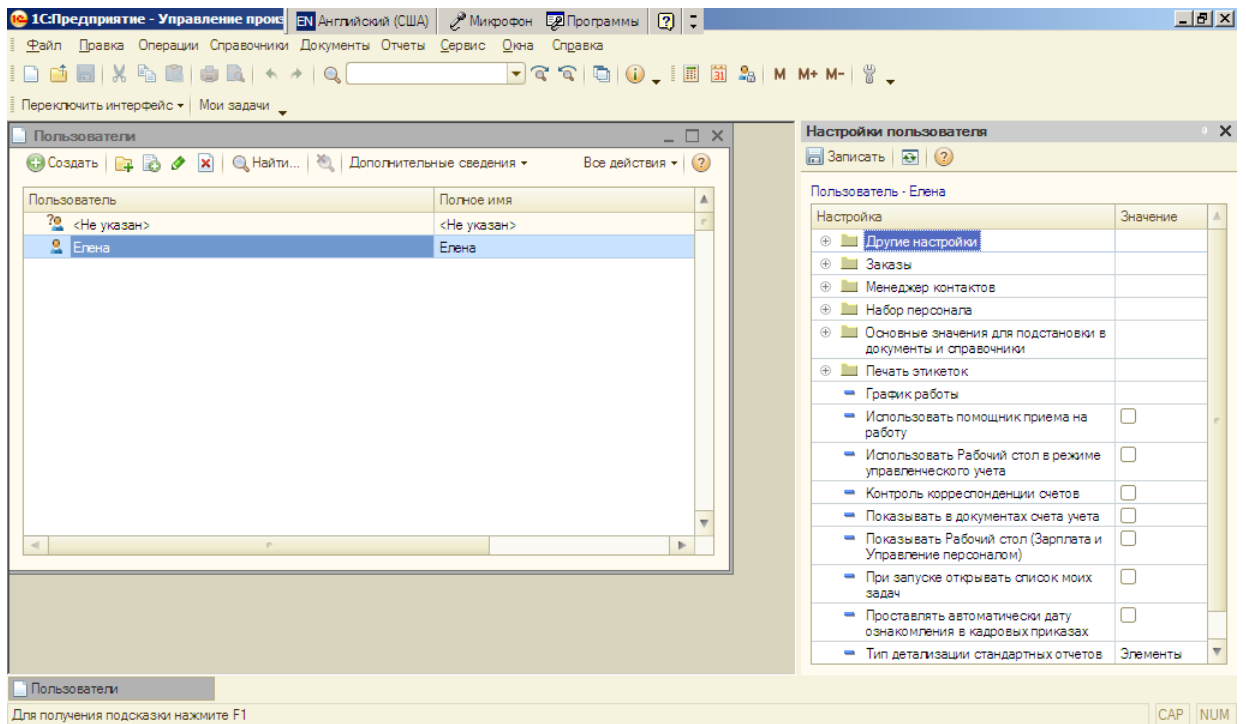 1С:Предприятие - Управление произ EN Английский (США) Микрофон Программы
Файл Правка Операции Справочники Документы Отчеты Сервис Окна Справка
M M+ M-
Переключить интерфейс Мои задачи
Пользователи
Создать Найти... Дополнительные сведения Все действия
Пользователь Полное имя
<Не указан> <Не указан>
Елена Елена
Настройки пользователя
Записать
Пользователь - Елена
Настройка Значение
Другие настройки
Заказы
Менеджер контактов
Набор персонала
Основные значения для подстановки в
документы и справочники
Печать этикеток
График работы
Использовать помощник приема на
работу
Использовать Рабочий стол в режиме
управленческого учета
Контроль корреспонденции счетов
Показывать в документах счета учета
Показывать Рабочий стол (Зарплата и
Управление персоналом)
При запуске открывать список моих
задач
Проставлять автоматически дату
ознакомления в кадровых приказах
Тип детализации стандартных отчетов Элементы
Пользователи
Для получения подсказки нажмите F1 CAP NUM